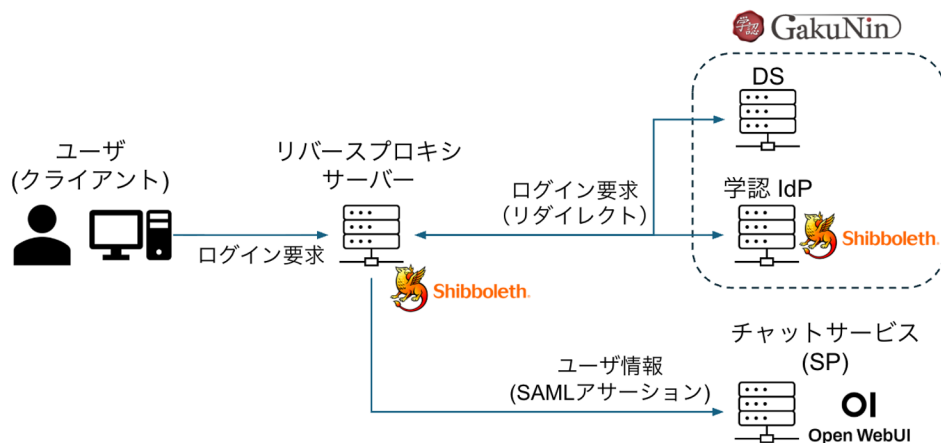 学認
GakuNin
DS
ユーザ
(クライアント)
リバースプロキシ
サーバー
ログイン要求
(リダイレクト)
学認 IdP
Shibboleth.
ログイン要求
Shibboleth.
チャットサービス
(SP)
ユーザ情報
(SAMLアサーション)
OI
Open WebUI